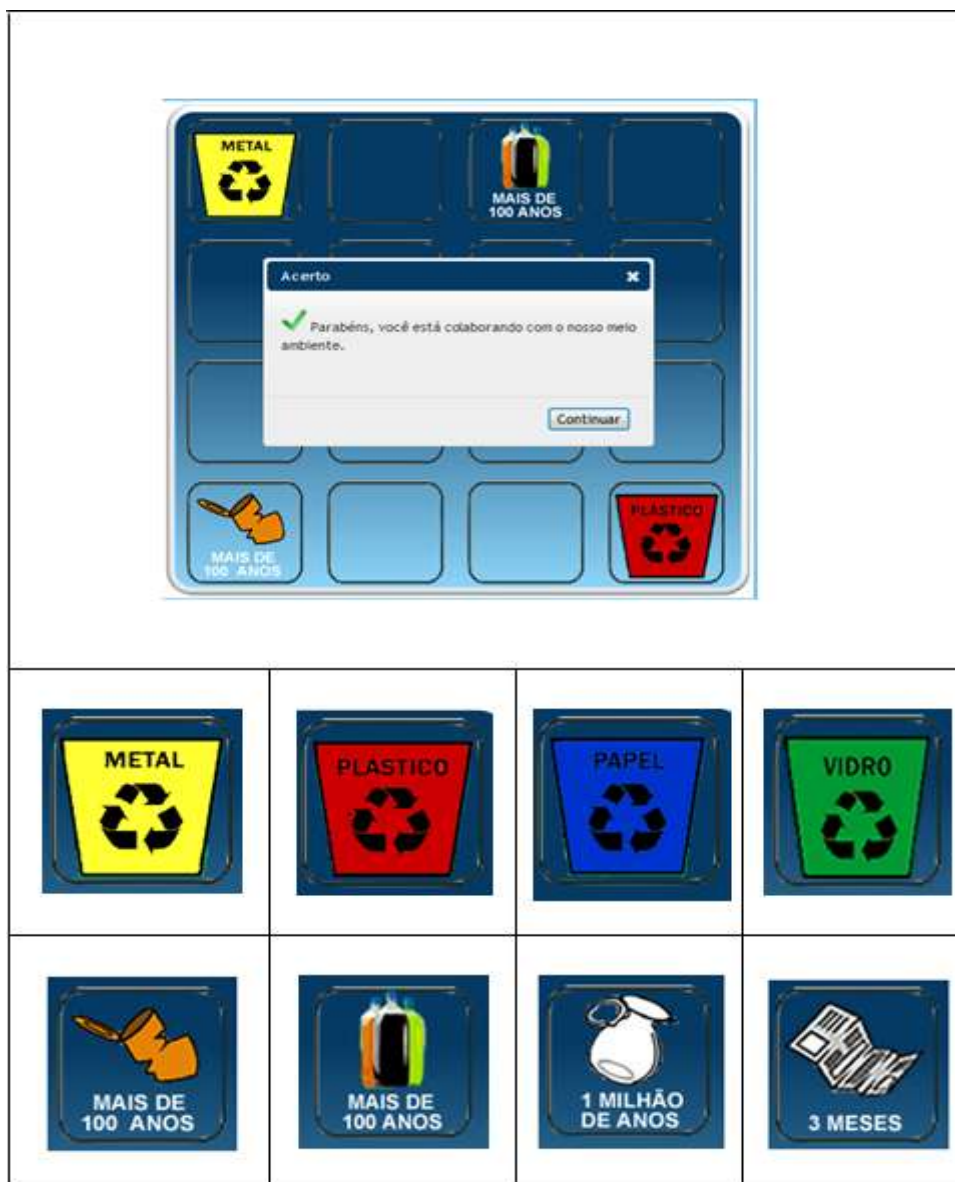 METAL
MAIS DE
100 ANOS
Acerto
Parabéns, você está colaborando com o nosso meio
ambiente.
Continuar
MAIS DE
100 ANOS
PLASTICO
METAL
PLASTICO
PAPEL
VIDRO
MAIS DE
100 ANOS
MAIS DE
100 ANOS
1 MILHÃO
DE ANOS
3 MESES